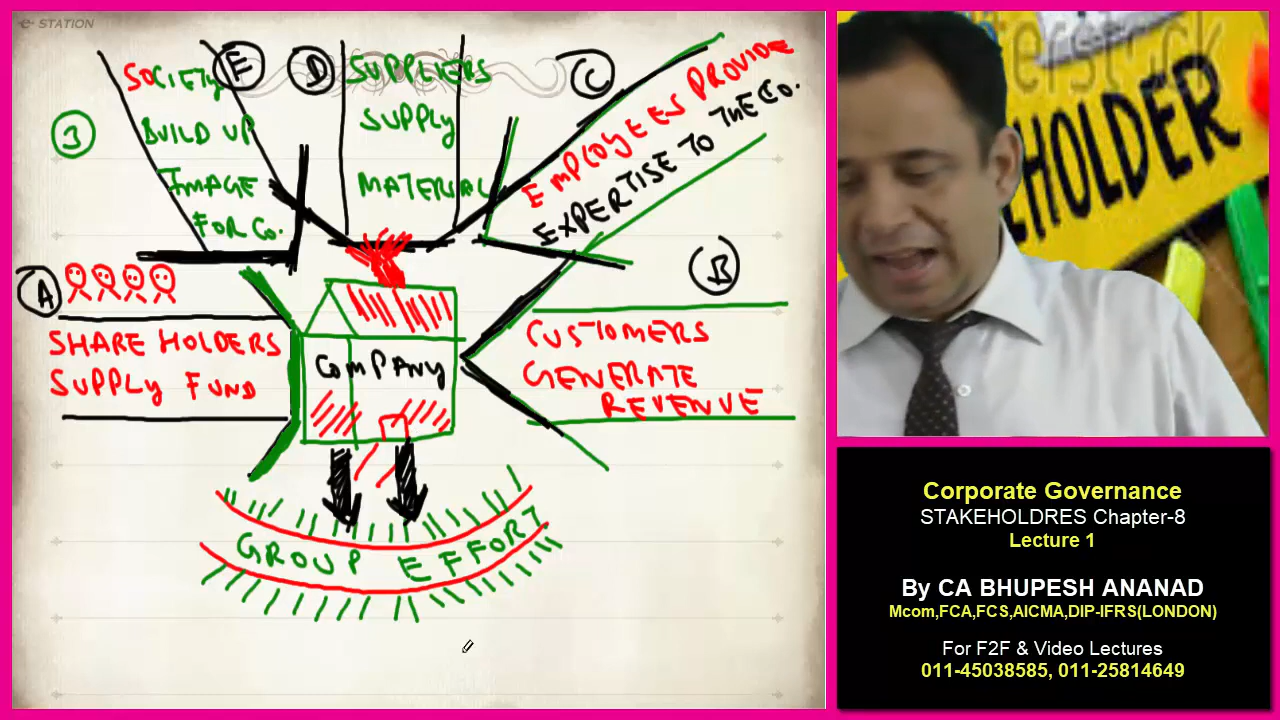 e- STATION
3
SOCIETY
BUILD UP
IMAGE
FOR CO.
E
D
SUPPLIERS
SUPPLY
MATERIAL
C
EMPLOYEES PROVIDE
EXPERTISE TO THE CO.
A
SHARE HOLDERS
SUPPLY FUND
COMPANY
B
CUSTOMERS
GENERATE
REVENUE
GROUP EFFORT
HOLDER
Corporate Governance
STAKEHOLDRES Chapter-8
Lecture 1
By CA BHUPESH ANANAD
Mcom,FCA,FCS,AICMA,DIP-IFRS(LONDON)
For F2F & Video Lectures
011-45038585, 011-25814649